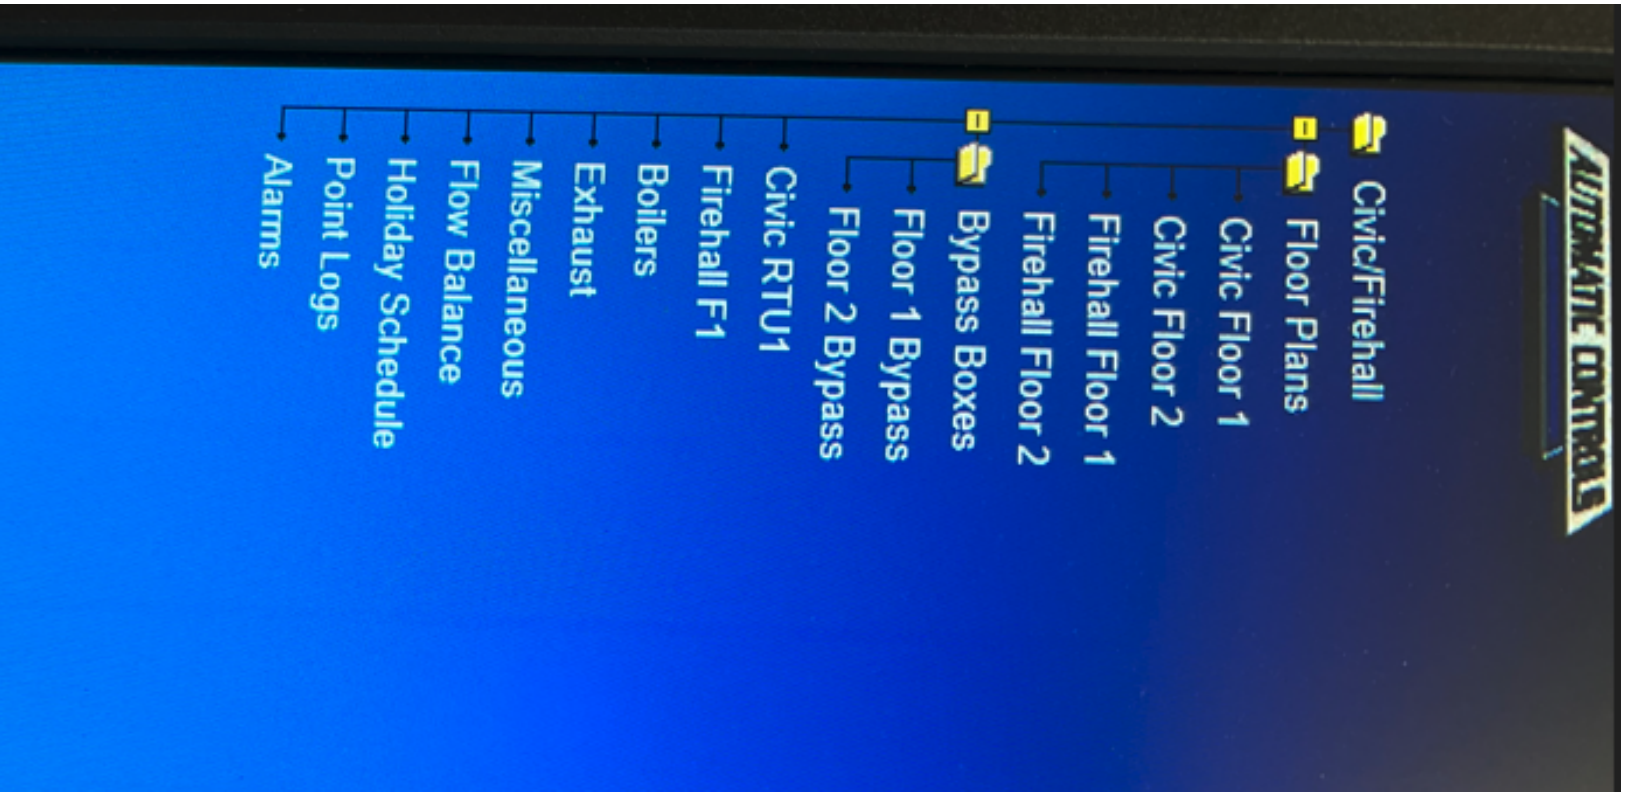 AUTOMATIC CONTROLS
Civic/Firehall
Floor Plans
Civic Floor 1
Civic Floor 2
Firehall Floor 1
Firehall Floor 2
Bypass Boxes
Floor 1 Bypass
Floor 2 Bypass
Civic RTU1
Firehall F1
Boilers
Exhaust
Miscellaneous
Flow Balance
Holiday Schedule
Point Logs
Alarms